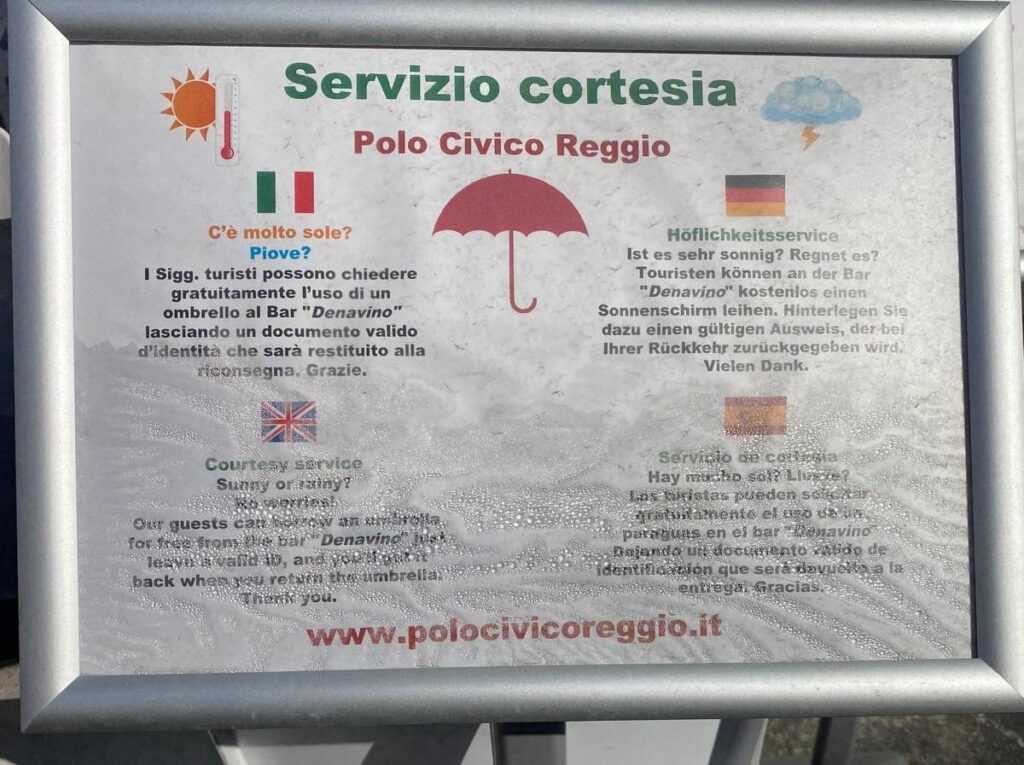 Servizio cortesia
Polo Civico Reggio
C'è molto sole?
Piove?
I Sigg. turisti possono chiedere
gratuitamente l'uso di un
ombrello al Bar "Denavino"
lasciando un documento valido
d'identità che sarà restituito alla
riconsegna. Grazie.
Höflichkeitsservice
Ist es sehr sonnig? Regnet es?
Touristen können an der Bar
"Denavino" kostenlos einen
Sonnenschirm leihen. Hinterlegen Sie
dazu einen gültigen Ausweis, der bei
Ihrer Rückkehr zurückgegeben wird.
Vielen Dank.
Courtesy service
Sunny or rainy?
No worries!
Our guests can borrow an umbrella
for free from the bar "Denavino" just
leave a valid ID, and you'll get it
back when you return the umbrella.
Thank you.
Servicio de cortesia
Hay mucho sol? Llueve?
Los turistas pueden solicitar
gratuitamente el uso de un
paraguas en el bar "Denavino"
Dejando un documento válido de
identificación que será devuelto a la
entrega. Gracias.
www.polocivicoreggio.it